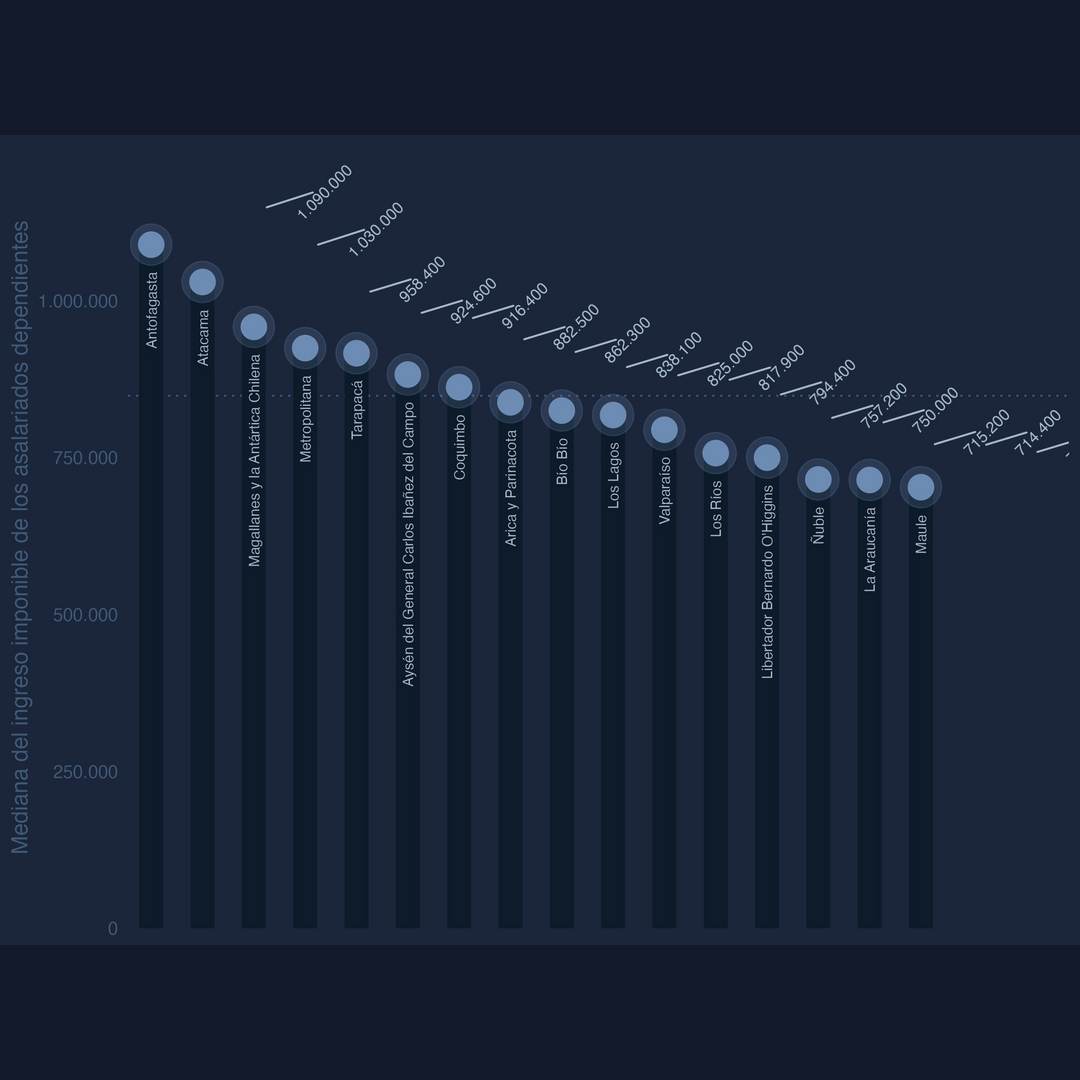 Mediana del ingreso imponible de los asalariados dependientes
1.000.000
750.000
500.000
250.000
0
1.090.000
1.030.000
958.400
924.600
916.400
882.500
862.300
838.100
825.000
817.900
794.400
757.200
750.000
715.200
714.400
Antofagasta
Atacama
Magallanes y la Antártica Chilena
Metropolitana
Tarapacá
Aysén del General Carlos Ibañez del Campo
Coquimbo
Arica y Parinacota
Bío Bio
Los Lagos
Valparaiso
Los Ríos
Libertador Bernardo O'Higgins
Ñuble
La Araucanía
Maule